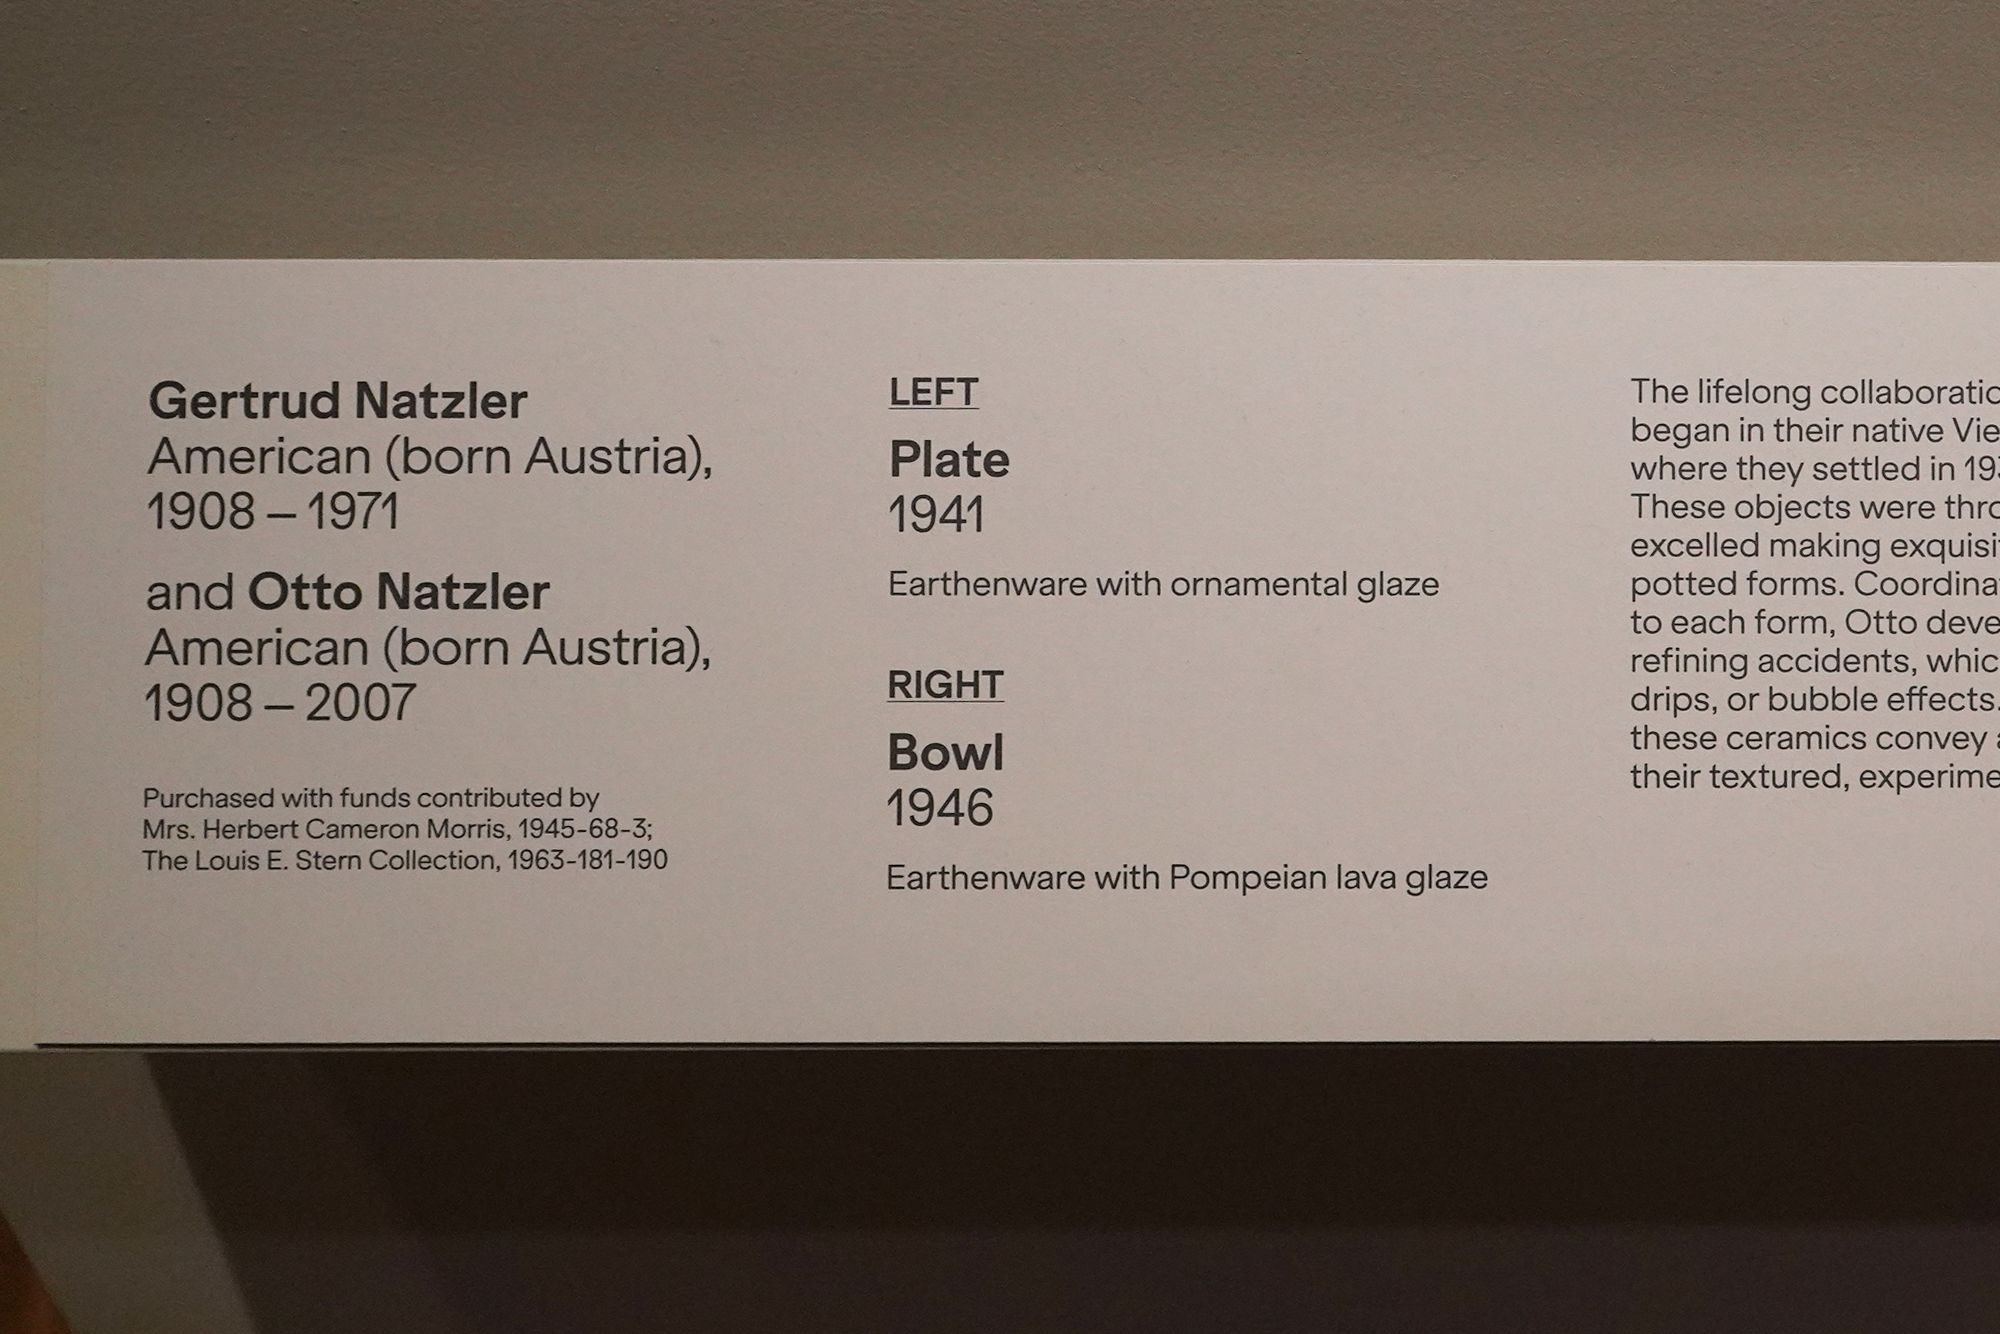 Gertrud Natzler
American (born Austria),
1908 – 1971
and Otto Natzler
American (born Austria),
1908 – 2007
Purchased with funds contributed by
Mrs. Herbert Cameron Morris, 1945-68-3;
The Louis E. Stern Collection, 1963-181-190
LEFT
Plate
1941
Earthenware with ornamental glaze
RIGHT
Bowl
1946
Earthenware with Pompeian lava glaze
The lifelong
began in their native
where they settled in
These objects were
excelled making
potted forms.
to each form, Otto
refining accidents,
drips, or bubble effects.
these ceramics convey
their textured,